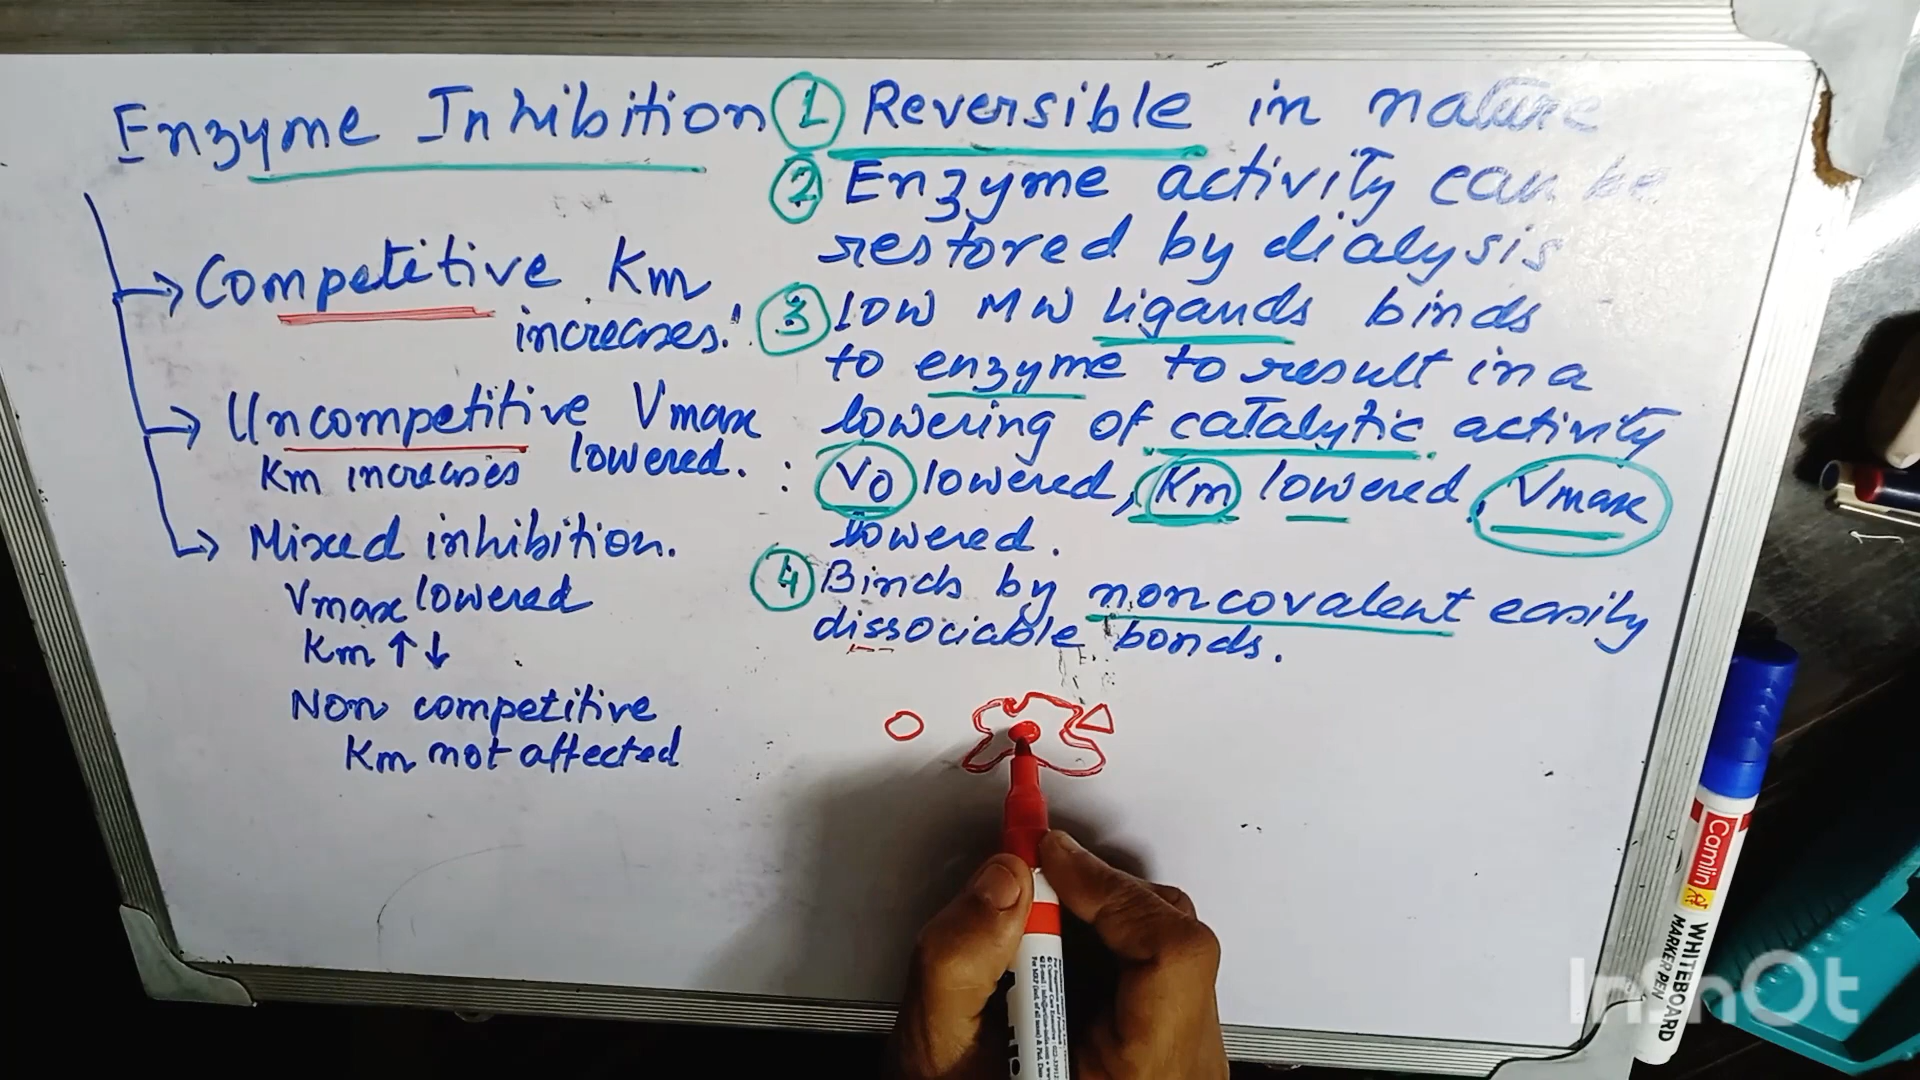 Enzyme Inhibition
→ Competitive Km
increases.
→ Uncompetitive Vmax
Km increases lowered.
→ Mixed inhibition.
Vmax lowered
Km ↑↓
Non competitive
Km not affected
1 Reversible in nature
2 Enzyme activity can be
restored by dialysis
3 Low MW ligands binds
to enzyme to result in a
lowering of catalytic activity
: Vo lowered, Km lowered, Vmax
lowered.
4 Binds by noncovalent easily
dissociable bonds.
Camlin
WHITEBOARD
MARKER PEN
InShOt